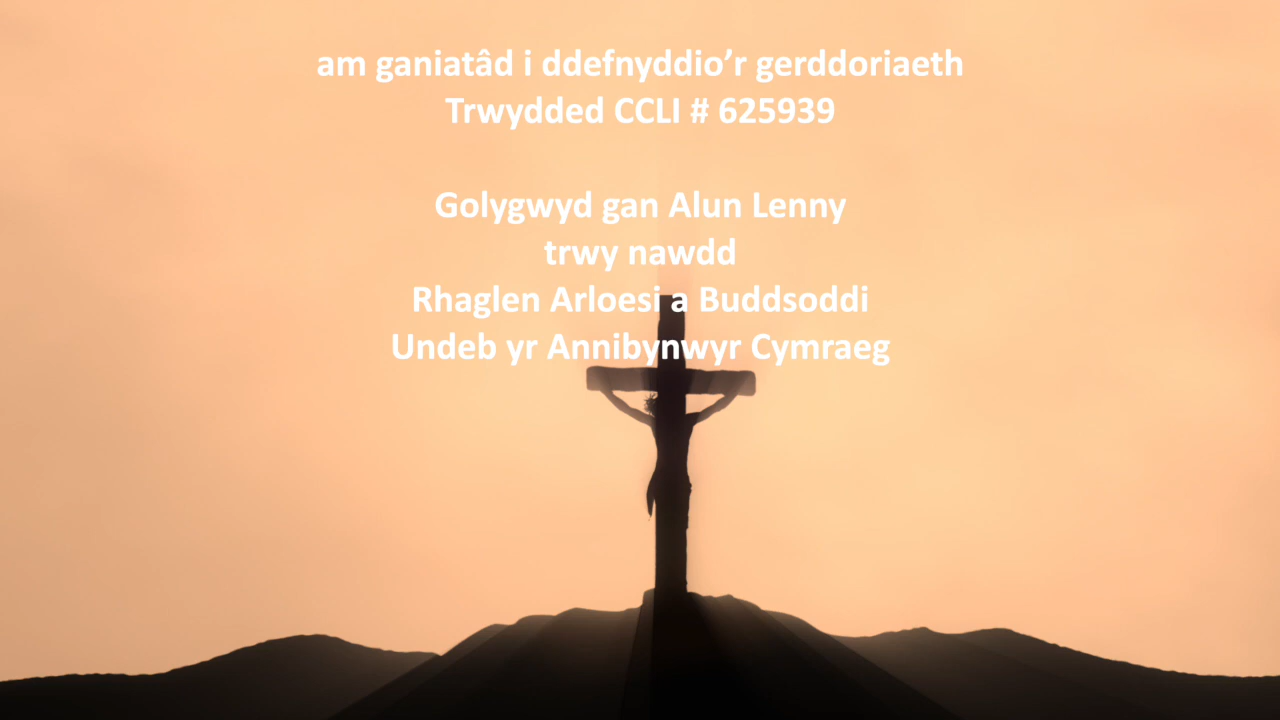 am ganiatâd i ddefnyddio’r gerddoriaeth
Trwydded CCLI # 625939
Golygwyd gan Alun Lenny
trwy nawdd
Rhaglen Arloesi a Buddsoddi
Undeb yr Annibynwyr Cymraeg